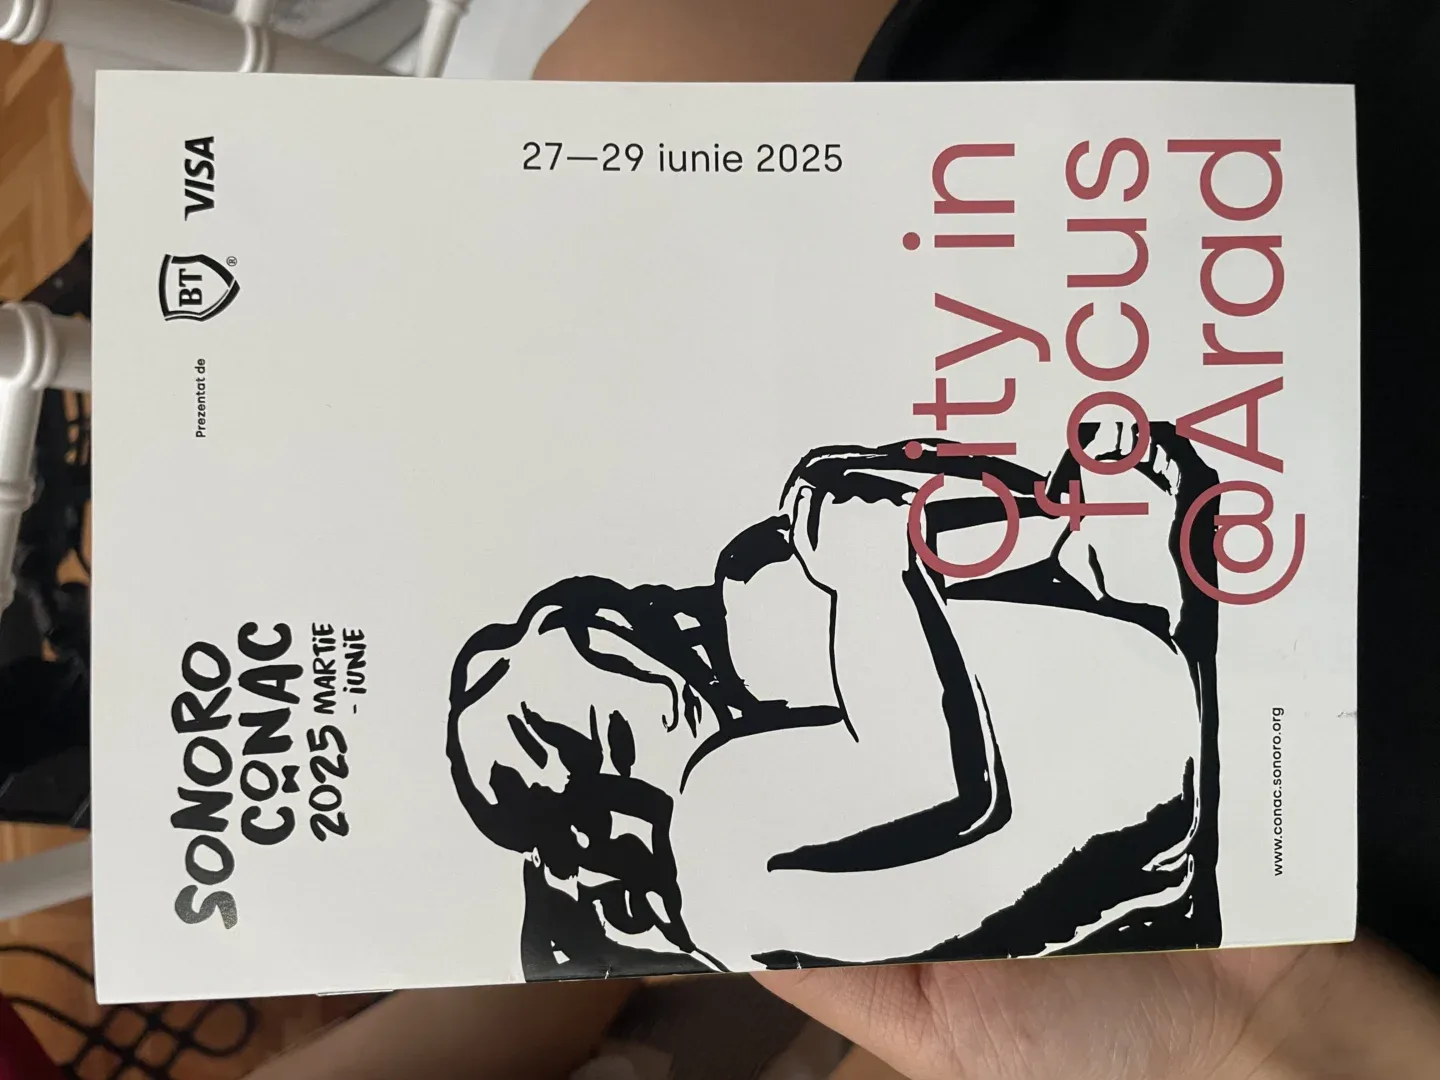 SONORO
CONAC
2025 MARTiE
- iUNiE
Prezentat de
BT®
VISA
27—29 iunie 2025
City in
focus
@Arad
www.conac.sonoro.org